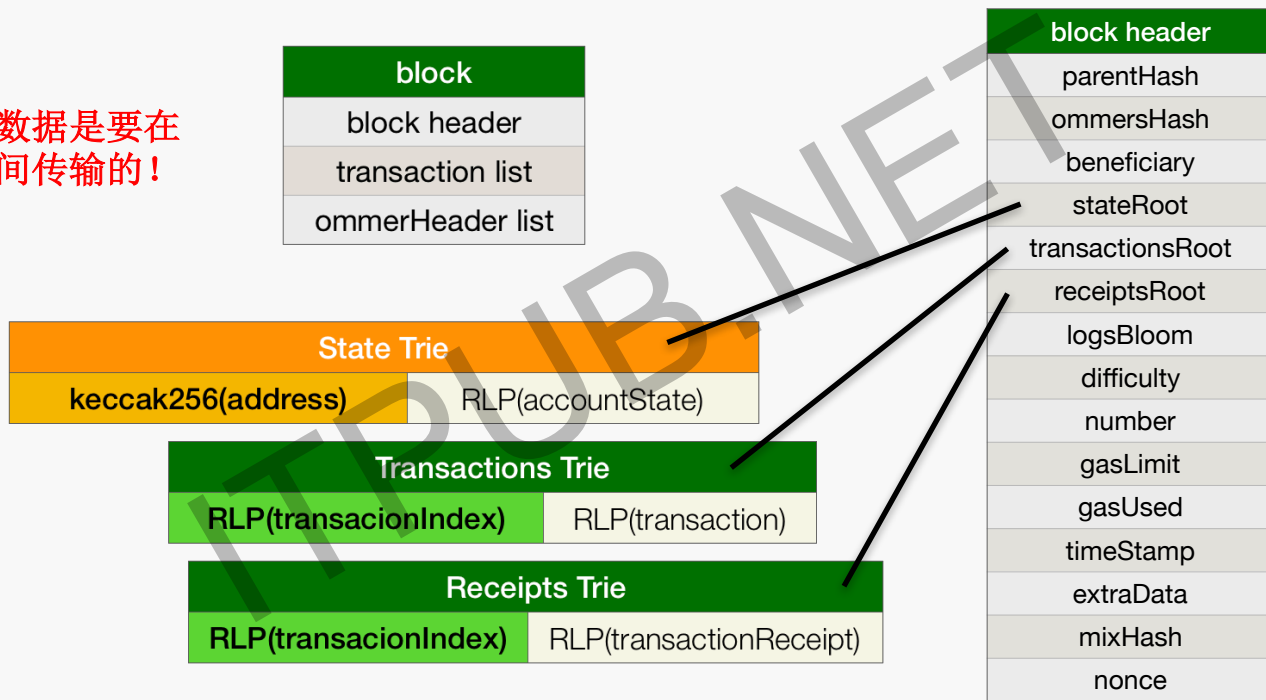 数据是要在
间传输的！
block
block header
transaction list
ommerHeader list
State Trie
keccak256(address) RLP(accountState)
Transactions Trie
RLP(transacionIndex) RLP(transaction)
Receipts Trie
RLP(transacionIndex) RLP(transactionReceipt)
block header
parentHash
ommersHash
beneficiary
stateRoot
transactionsRoot
receiptsRoot
logsBloom
difficulty
number
gasLimit
gasUsed
timeStamp
extraData
mixHash
nonce
ITPUB.NET